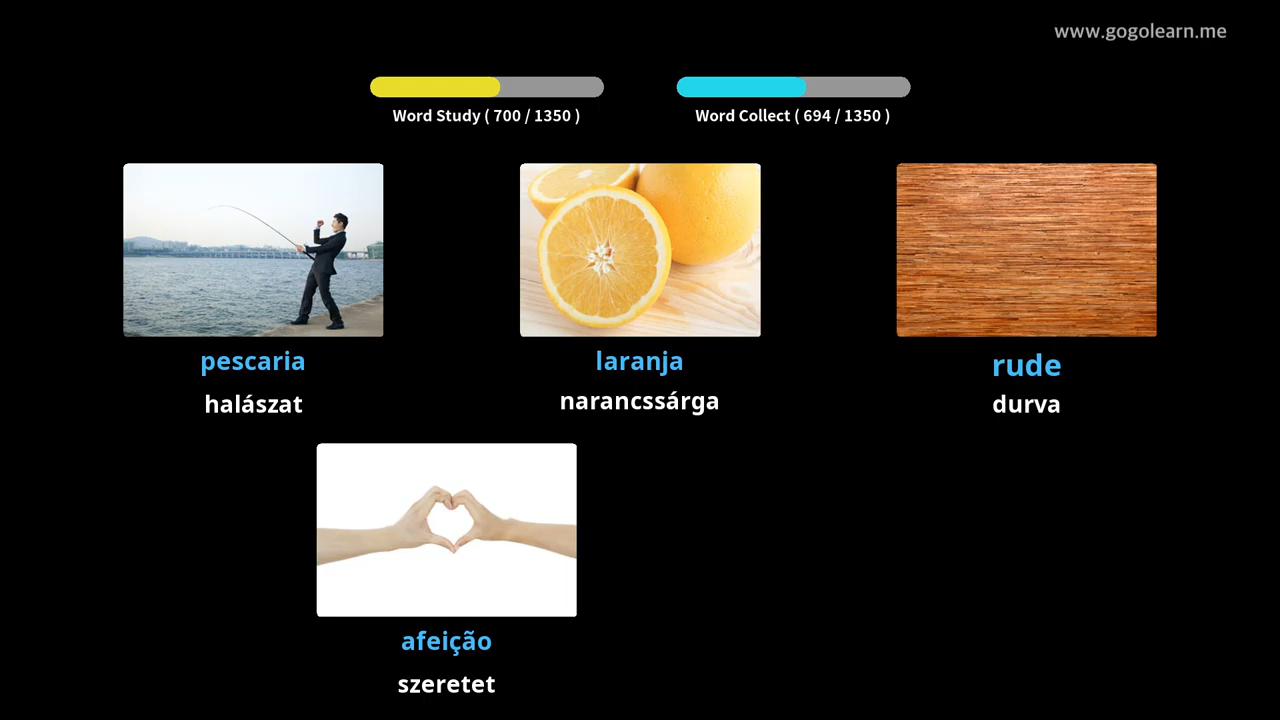 www.gogolearn.me
Word Study ( 700 / 1350 )
Word Collect ( 694 / 1350 )
pescaria
halászat
laranja
narancssárga
rude
durva
afeição
szeretet